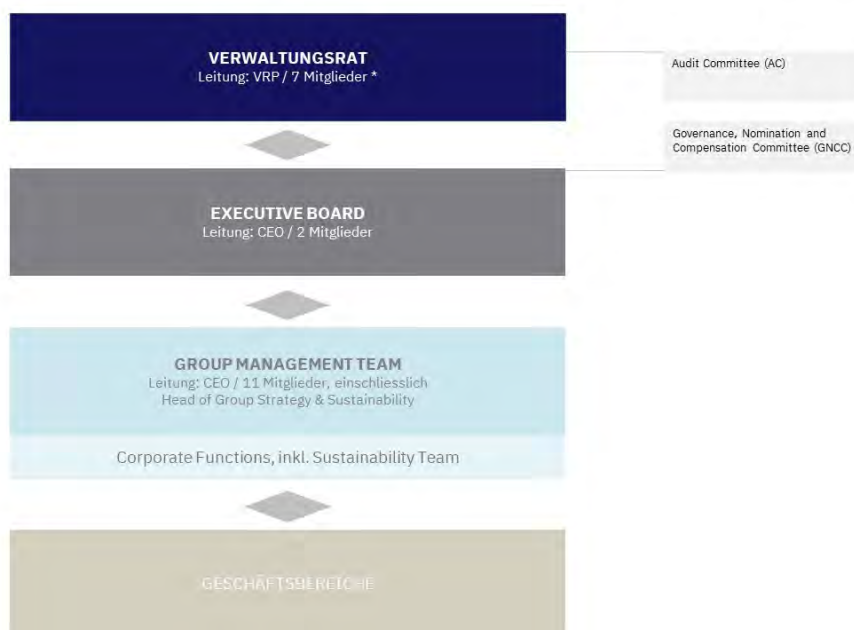 VERWALTUNGSRAT
Leitung: VRP / 7 Mitglieder *
Audit Committee (AC)
Governance, Nomination and
Compensation Committee (GNCC)
EXECUTIVE BOARD
Leitung: CEO / 2 Mitglieder
GROUP MANAGEMENT TEAM
Leitung: CEO / 11 Mitglieder, einschliesslich
Head of Group Strategy & Sustainability
Corporate Functions, inkl. Sustainability Team
GESCHÄFTSBEREICHE